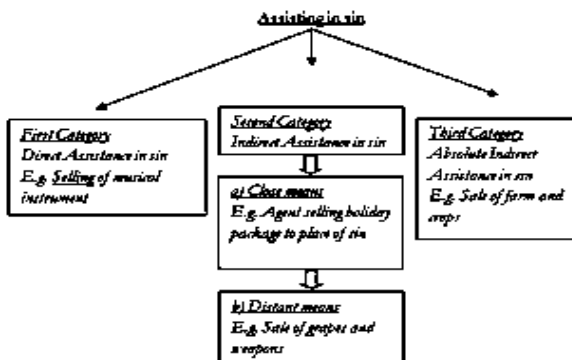 Assisting in sin
First Category
Direct Assistance in sin
E.g. Selling of musical
instrument
Second Category
Indirect Assistance in sin
a) Close means
E.g. Agent selling holiday
package to place of sin
b) Distant means
E.g. Sale of grapes and
weapons
Third Category
Absolute Indirect
Assistance in sin
E.g. Sale of farm and
crops